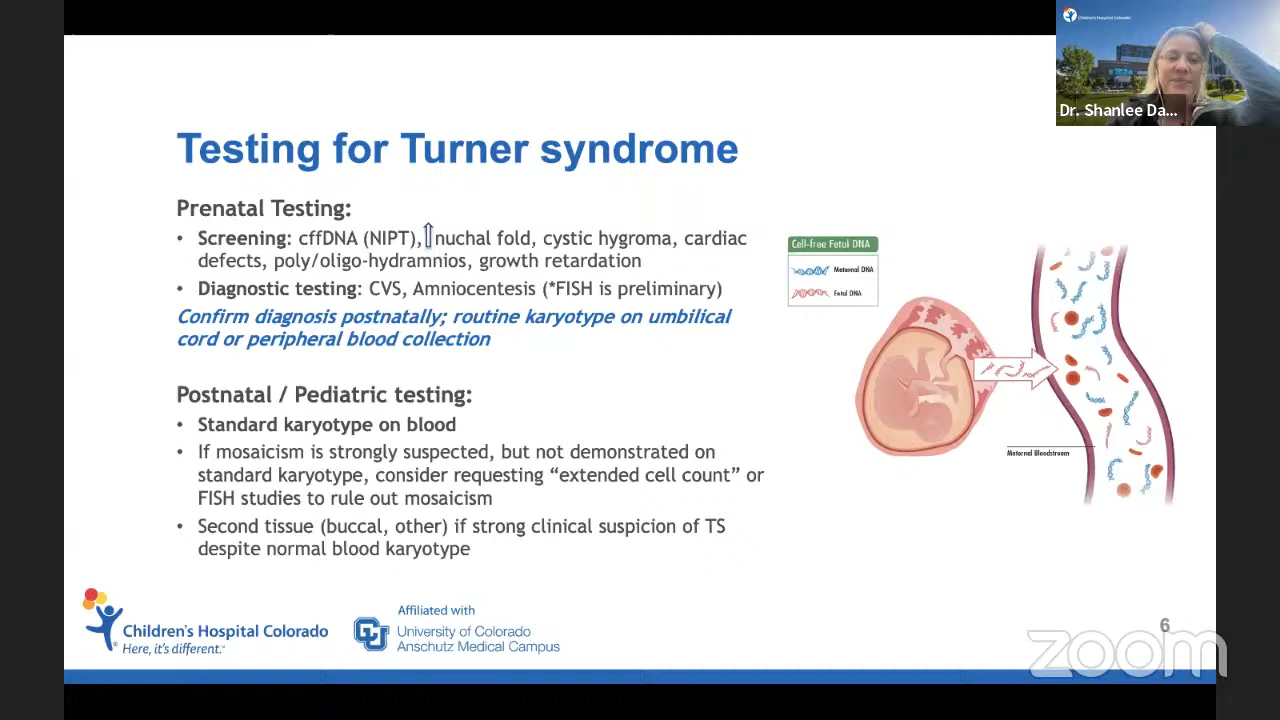 Children's Hospital Colorado
Dr. Shanlee Da...
Testing for Turner syndrome
Prenatal Testing:
• Screening: cffDNA (NIPT),⇧nuchal fold, cystic hygroma, cardiac
defects, poly/oligo-hydramnios, growth retardation
• Diagnostic testing: CVS, Amniocentesis (*FISH is preliminary)
Confirm diagnosis postnatally; routine karyotype on umbilical
cord or peripheral blood collection
Postnatal / Pediatric testing:
• Standard karyotype on blood
• If mosaicism is strongly suspected, but not demonstrated on
standard karyotype, consider requesting “extended cell count” or
FISH studies to rule out mosaicism
• Second tissue (buccal, other) if strong clinical suspicion of TS
despite normal blood karyotype
Cell-free Fetal DNA
Maternal DNA
Fetal DNA
Maternal Bloodstream
Children's Hospital Colorado
Here, it's different.™
Affiliated with
CU
University of Colorado
Anschutz Medical Campus
6
zoom